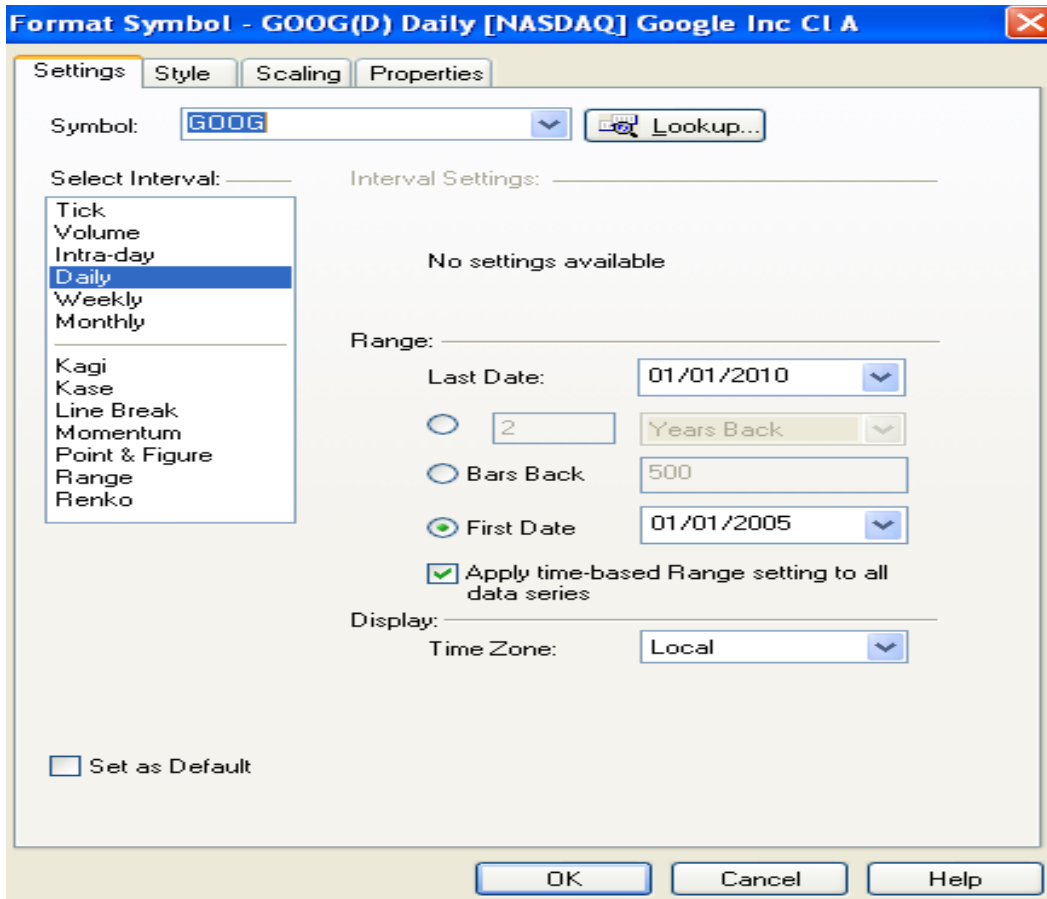 Format Symbol - GOOG(D) Daily [NASDAQ] Google Inc Cl A
Settings Style Scaling Properties
Symbol: GOOG Lookup...
Select Interval: Interval Settings:
Tick
Volume
Intra-day
Daily
Weekly
Monthly
Kagi
Kase
Line Break
Momentum
Point & Figure
Range
Renko
No settings available
Range:
Last Date: 01/01/2010
2 Years Back
Bars Back 500
First Date 01/01/2005
Apply time-based Range setting to all
data series
Display:
Time Zone: Local
Set as Default
OK Cancel Help